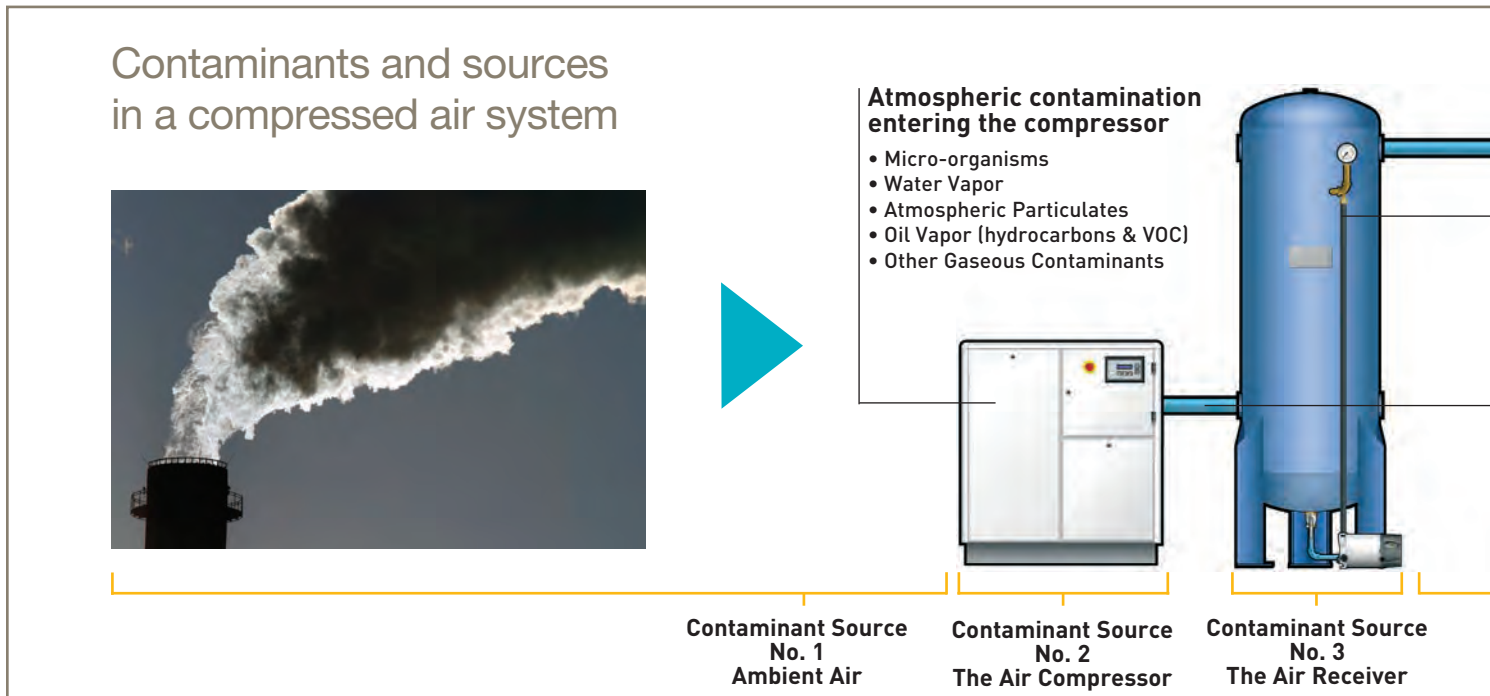 Contaminants and sources
in a compressed air system
Atmospheric contamination
entering the compressor
• Micro-organisms
• Water Vapor
• Atmospheric Particulates
• Oil Vapor (hydrocarbons & VOC)
• Other Gaseous Contaminants
Contaminant Source
No. 1
Ambient Air
Contaminant Source
No. 2
The Air Compressor
Contaminant Source
No. 3
The Air Receiver